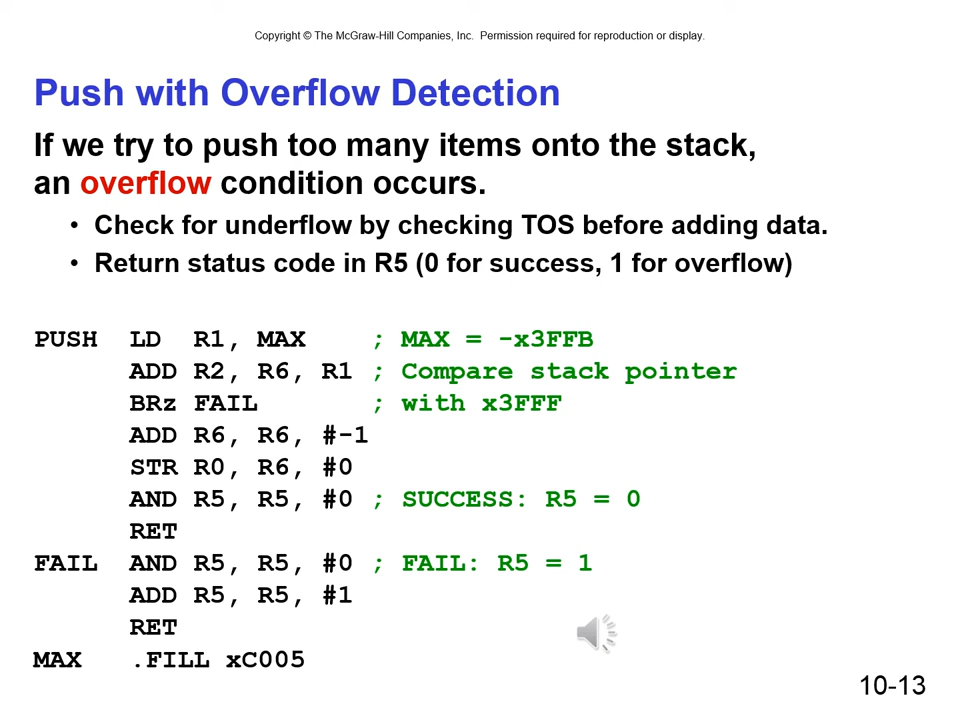 Copyright © The McGraw-Hill Companies, Inc. Permission required for reproduction or display.
Push with Overflow Detection
If we try to push too many items onto the stack,
an overflow condition occurs.
• Check for underflow by checking TOS before adding data.
• Return status code in R5 (0 for success, 1 for overflow)
PUSH LD R1, MAX ; MAX = -x3FFB
ADD R2, R6, R1 ; Compare stack pointer
BRz FAIL ; with x3FFF
ADD R6, R6, #-1
STR R0, R6, #0
AND R5, R5, #0 ; SUCCESS: R5 = 0
RET
FAIL AND R5, R5, #0 ; FAIL: R5 = 1
ADD R5, R5, #1
RET
MAX .FILL xC005
10-13